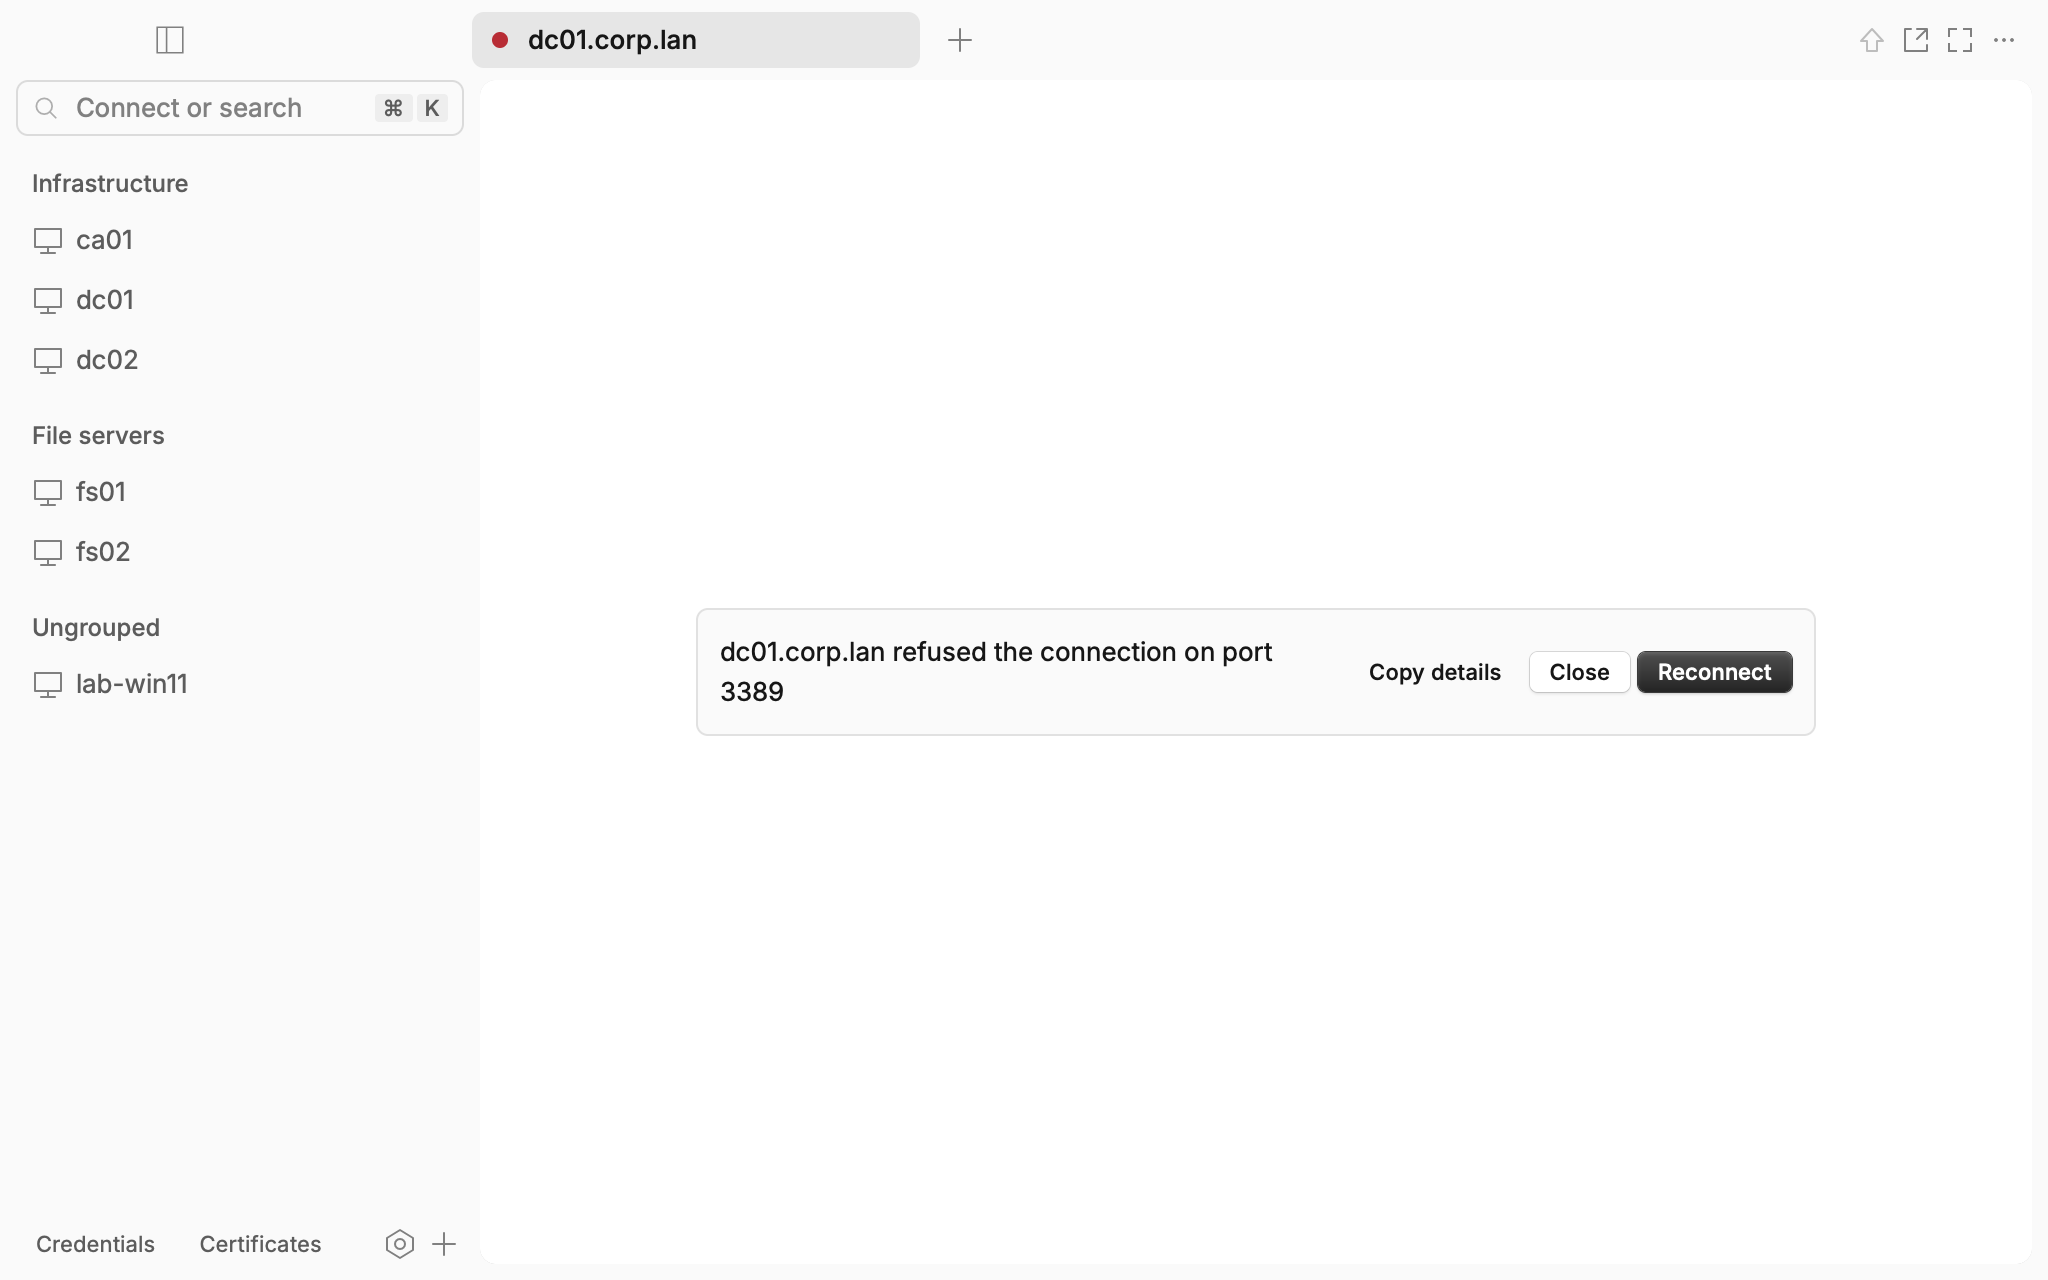 dc01.corp.lan
Connect or search ⌘ K
Infrastructure
ca01
dc01
dc02
File servers
fs01
fs02
Ungrouped
lab-win11
dc01.corp.lan refused the connection on port
3389
Copy details Close Reconnect
Credentials Certificates